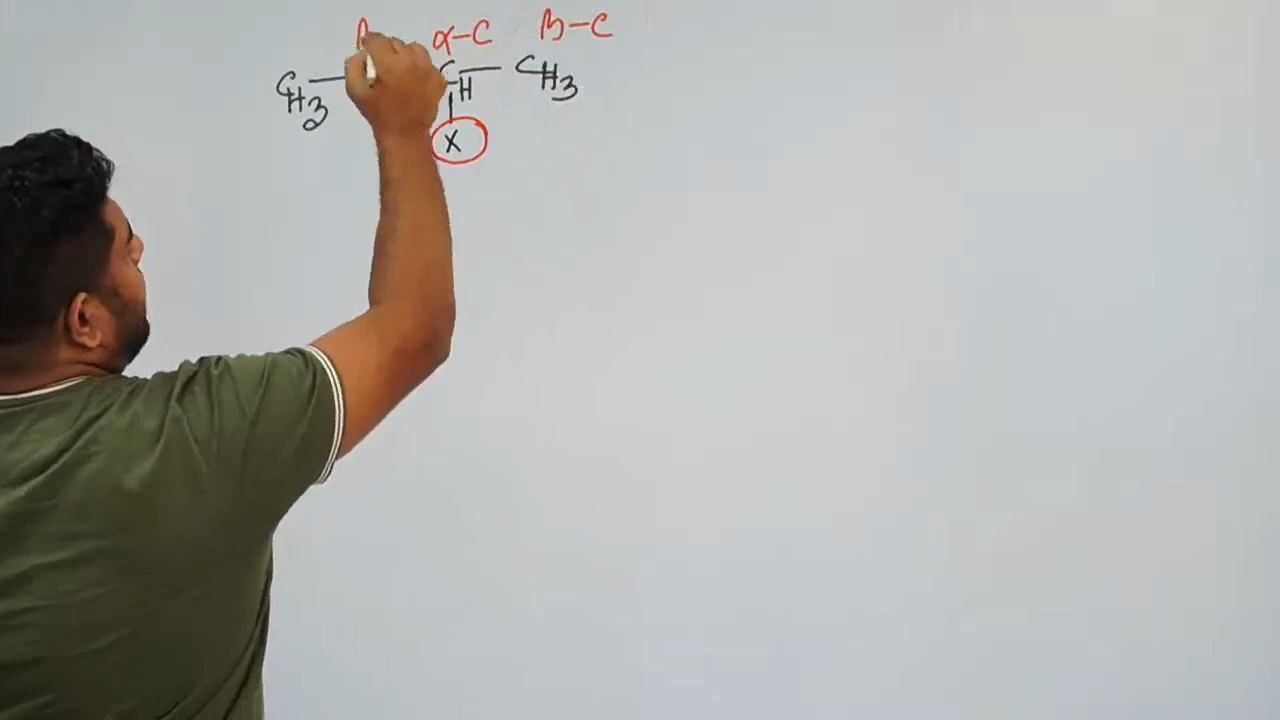 α-C β-C
CH3 — CH — CH3
|
X